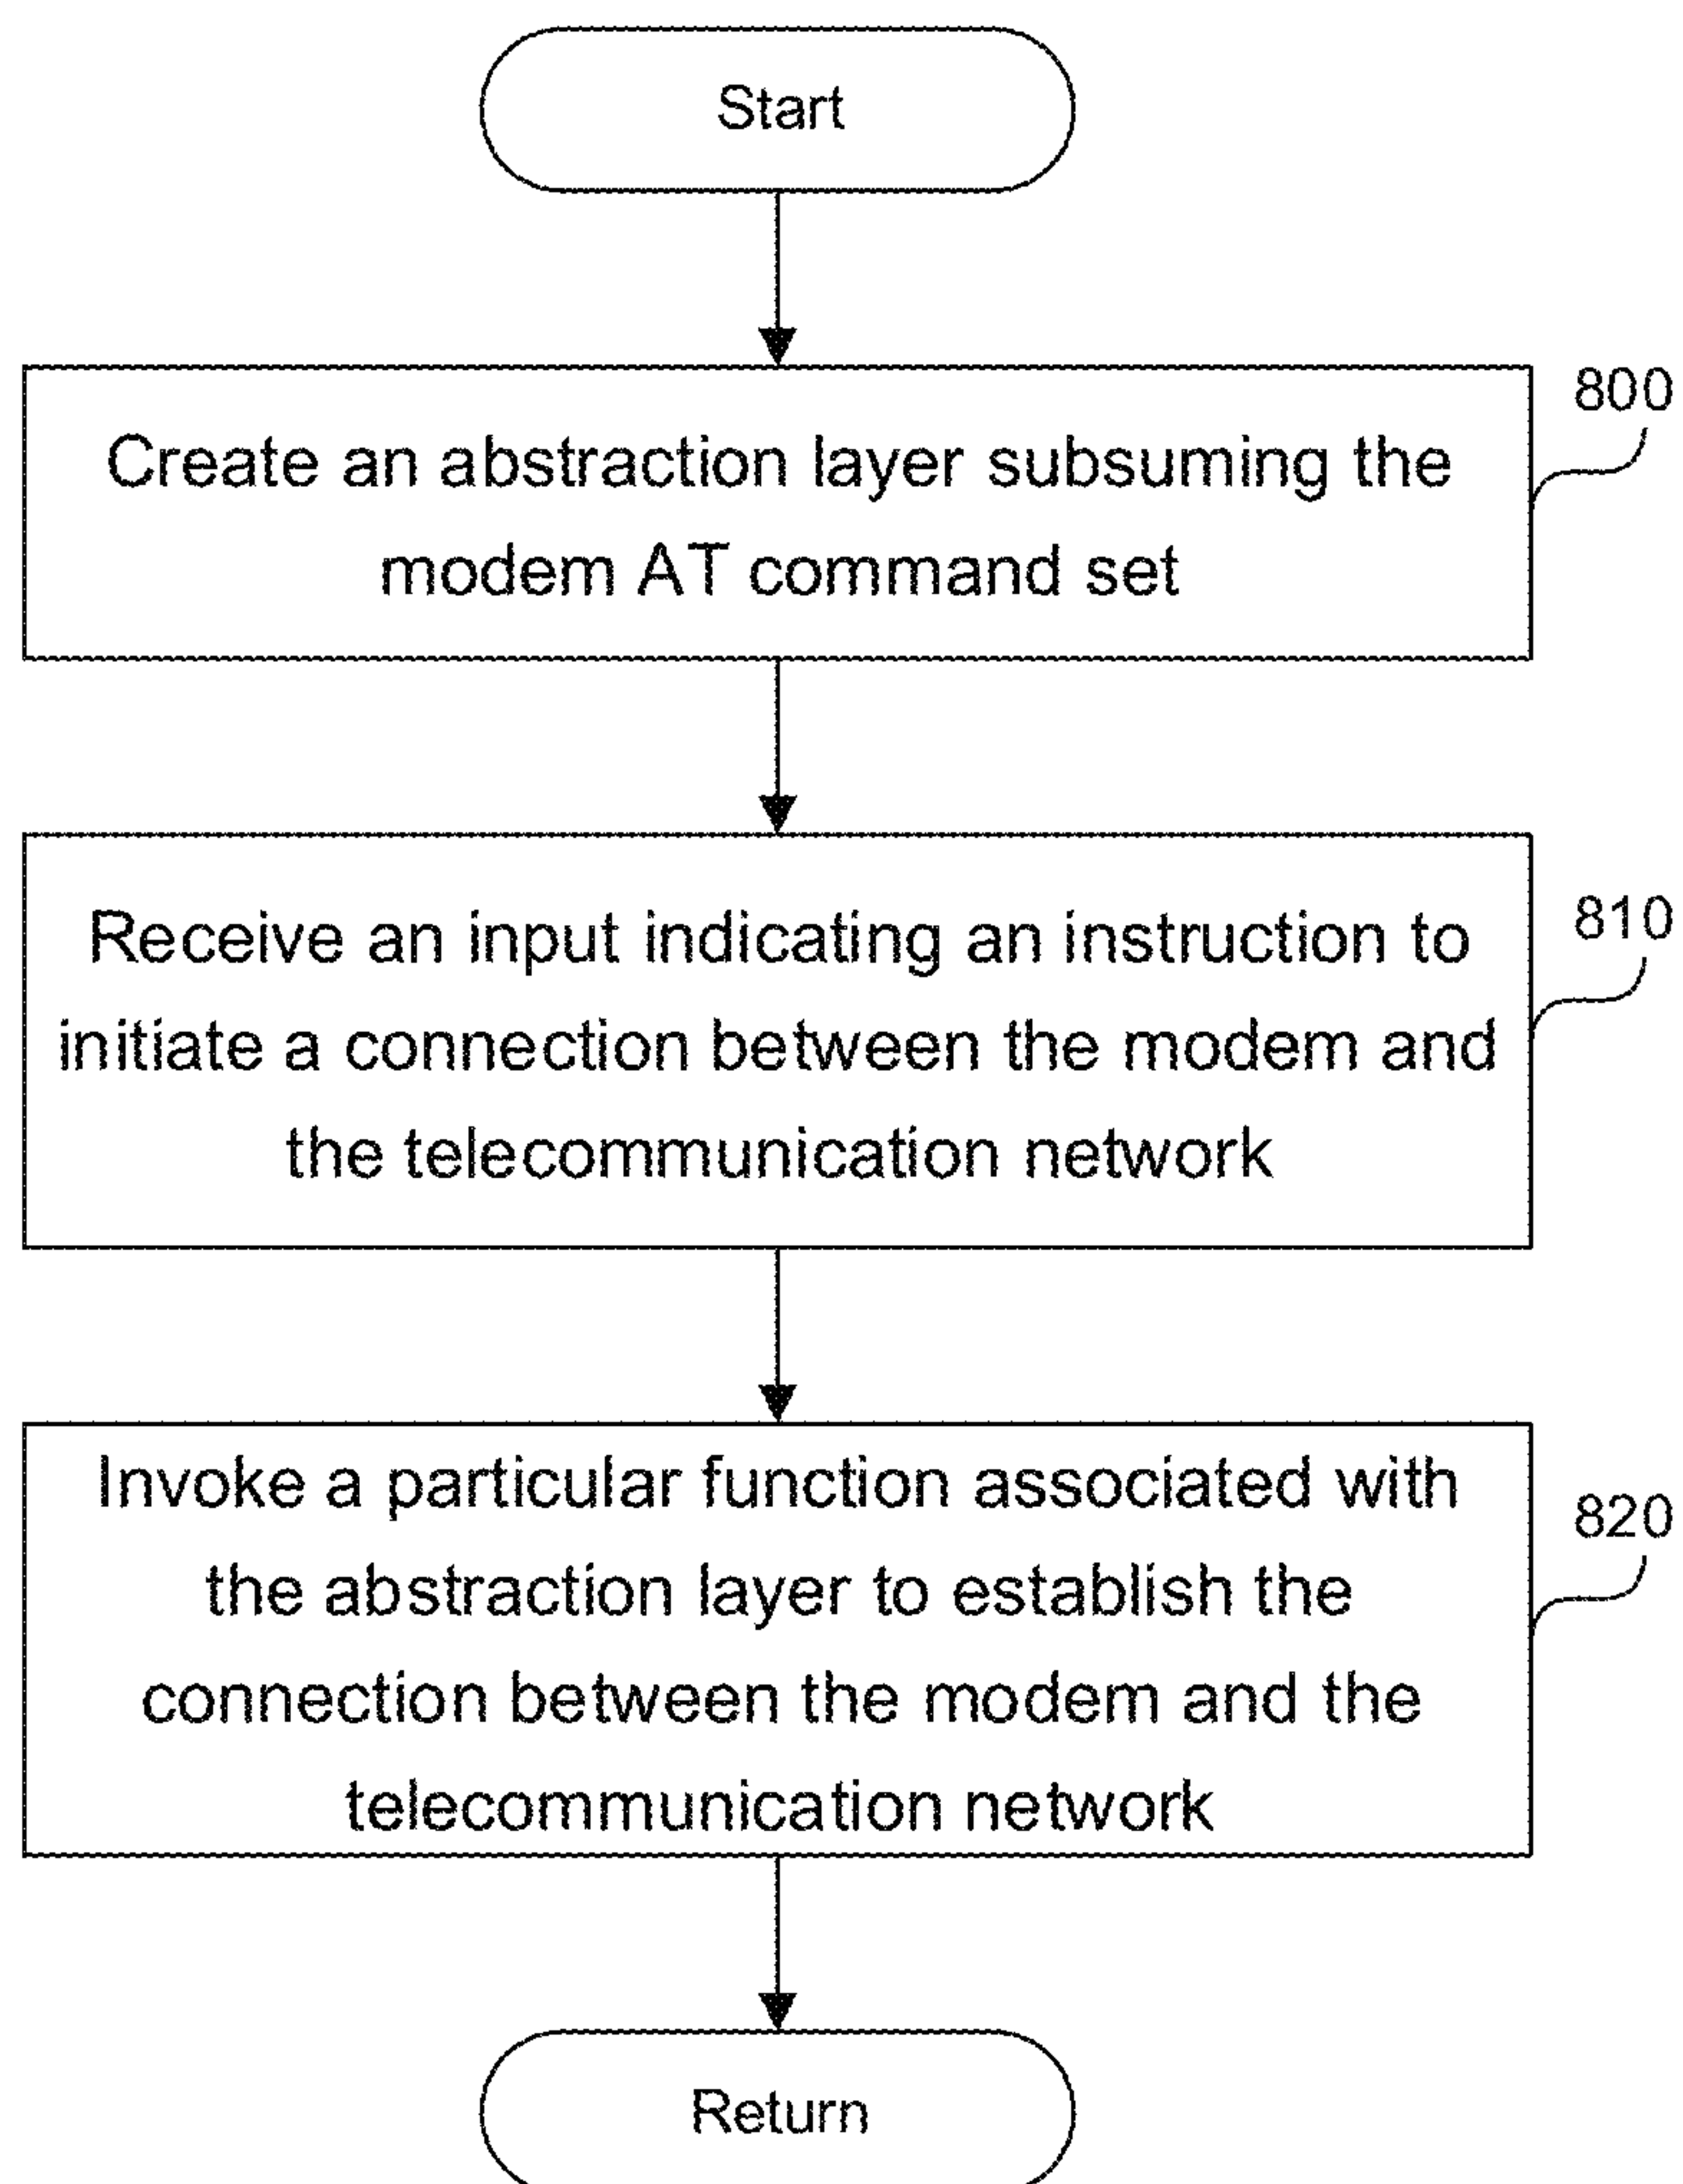 Start
800
Create an abstraction layer subsuming the
modem AT command set
810
Receive an input indicating an instruction to
initiate a connection between the modem and
the telecommunication network
820
Invoke a particular function associated with
the abstraction layer to establish the
connection between the modem and the
telecommunication network
Return